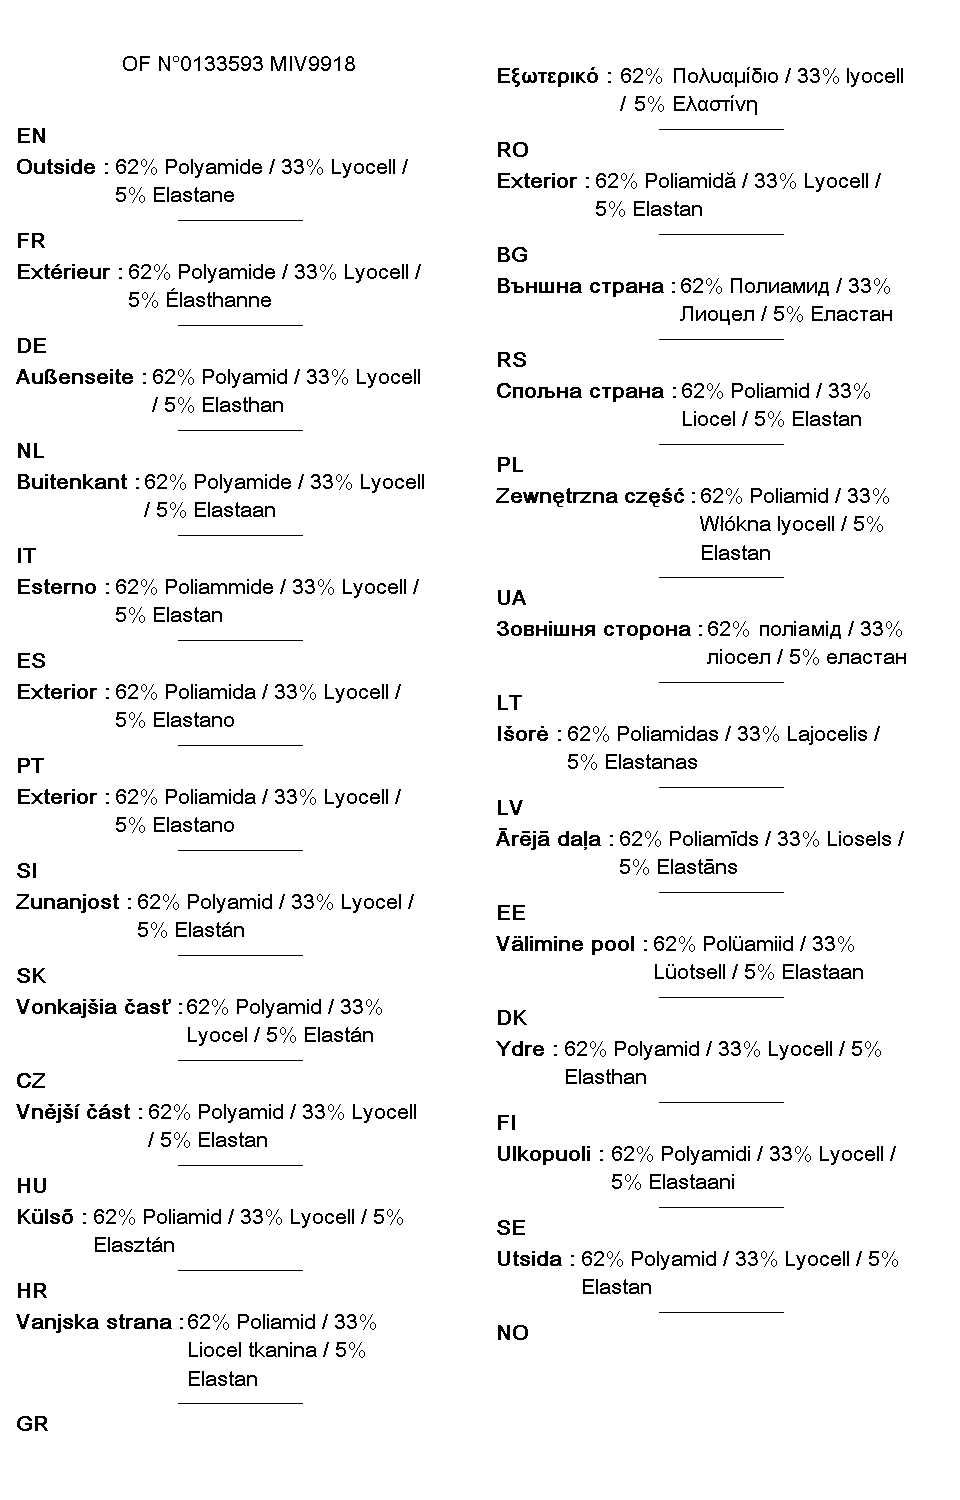 OF N°0133593 MIV9918
EN
Outside : 62% Polyamide / 33% Lyocell /
5% Elastane
FR
Extérieur : 62% Polyamide / 33% Lyocell /
5% Élasthanne
DE
Außenseite : 62% Polyamid / 33% Lyocell
/ 5% Elasthan
NL
Buitenkant : 62% Polyamide / 33% Lyocell
/ 5% Elastaan
IT
Esterno : 62% Poliammide / 33% Lyocell /
5% Elastan
ES
Exterior : 62% Poliamida / 33% Lyocell /
5% Elastano
PT
Exterior : 62% Poliamida / 33% Lyocell /
5% Elastano
SI
Zunanjost : 62% Polyamid / 33% Lyocel /
5% Elastán
SK
Vonkajšia časť : 62% Polyamid / 33%
Lyocel / 5% Elastán
CZ
Vnější část : 62% Polyamid / 33% Lyocell
/ 5% Elastan
HU
Külső : 62% Poliamid / 33% Lyocell / 5%
Elasztán
HR
Vanjska strana : 62% Poliamid / 33%
Liocel tkanina / 5%
Elastan
GR
Εξωτερικό : 62% Πολυαμίδιο / 33% lyocell
/ 5% Ελαστίνη
RO
Exterior : 62% Poliamidă / 33% Lyocell /
5% Elastan
BG
Външна страна : 62% Полиамид / 33%
Лиоцел / 5% Еластан
RS
Спољна страна : 62% Poliamid / 33%
Liocel / 5% Elastan
PL
Zewnętrzna część : 62% Poliamid / 33%
Włókna lyocell / 5%
Elastan
UA
Зовнішня сторона : 62% поліамід / 33%
ліосел / 5% еластан
LT
Išorė : 62% Poliamidas / 33% Lajocelis /
5% Elastanas
LV
Ārējā daļa : 62% Poliamīds / 33% Liosels /
5% Elastāns
EE
Välimine pool : 62% Polüamiid / 33%
Lüotsell / 5% Elastaan
DK
Ydre : 62% Polyamid / 33% Lyocell / 5%
Elasthan
FI
Ulkopuoli : 62% Polyamidi / 33% Lyocell /
5% Elastaani
SE
Utsida : 62% Polyamid / 33% Lyocell / 5%
Elastan
NO